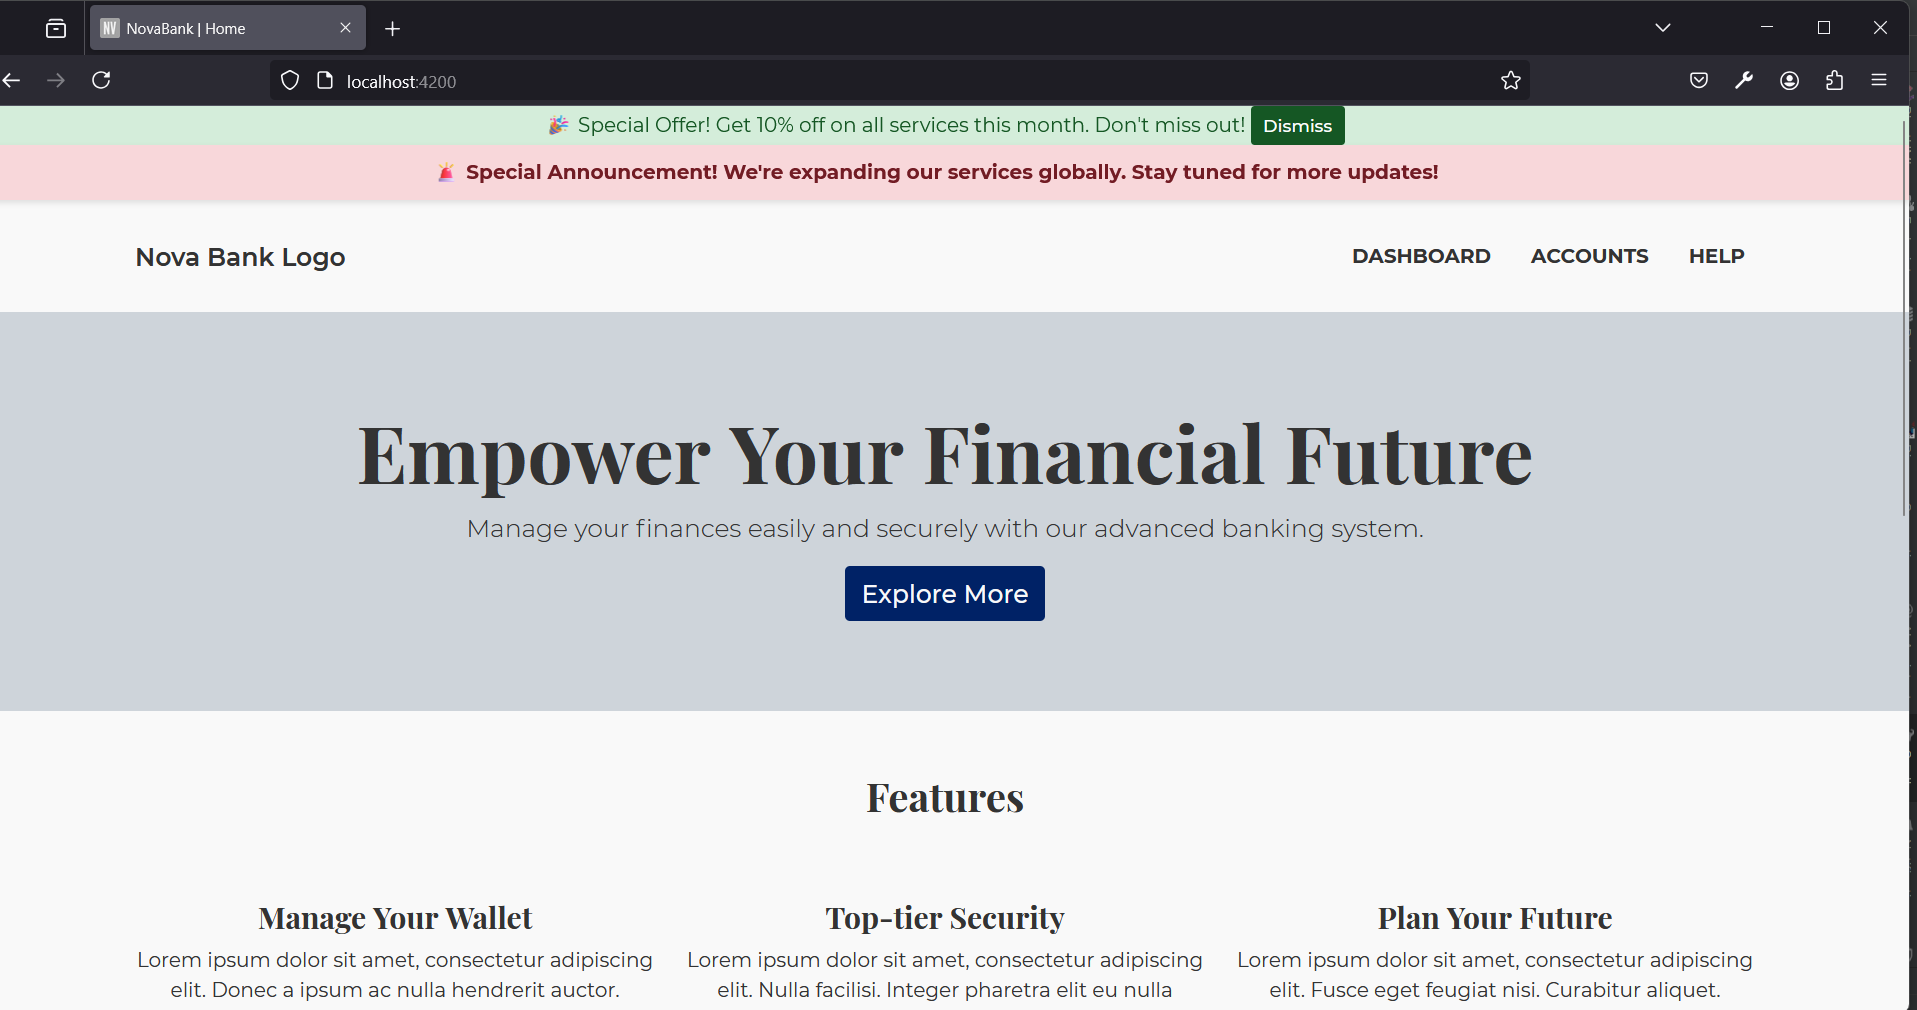 NV NovaBank | Home
localhost:4200
🎉 Special Offer! Get 10% off on all services this month. Don't miss out! Dismiss
🚨 Special Announcement! We're expanding our services globally. Stay tuned for more updates!
Nova Bank Logo DASHBOARD ACCOUNTS HELP
Empower Your Financial Future
Manage your finances easily and securely with our advanced banking system.
Explore More
Features
Manage Your Wallet
Lorem ipsum dolor sit amet, consectetur adipiscing
elit. Donec a ipsum ac nulla hendrerit auctor.
Top-tier Security
Lorem ipsum dolor sit amet, consectetur adipiscing
elit. Nulla facilisi. Integer pharetra elit eu nulla
Plan Your Future
Lorem ipsum dolor sit amet, consectetur adipiscing
elit. Fusce eget feugiat nisi. Curabitur aliquet.